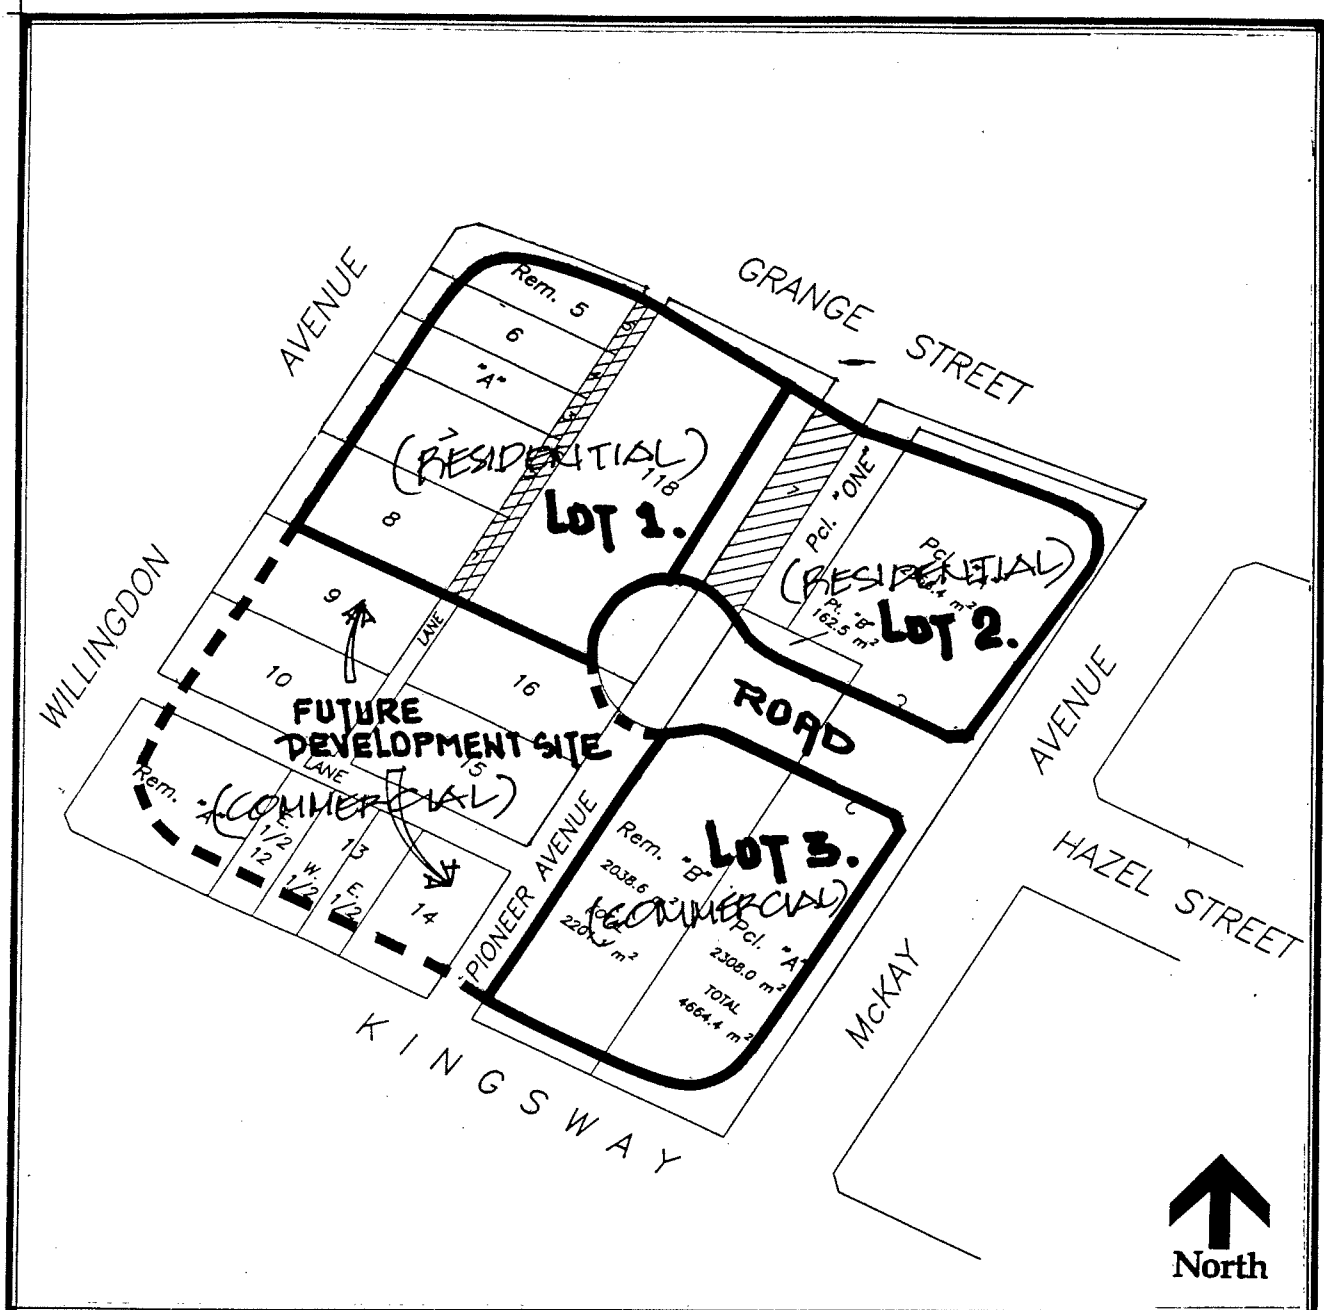 GRANGE STREET
AVENUE
Rem. 5
6
"A"
7
(RESIDENTIAL)
118
LOT 1.
8
Pcl. "ONE"
Pcl.
(RESIDENTIAL)
m²
Pt. "B"
162.5 m²
LOT 2.
WILLINGDON
9
LANE
10
16
FUTURE
DEVELOPMENT SITE
ROAD
AVENUE
LANE
15
Rem. "A"
(COMMERCIAL)
E.
1/2
12
W.
1/2
13
E.
1/2
14
PIONEER AVENUE
Rem. "B"
LOT 3.
2038.6
(COMMERCIAL)
m²
Pcl. "A"
2308.0 m²
TOTAL
4664.4 m²
HAZEL STREET
McKAY
KINGSWAY
North